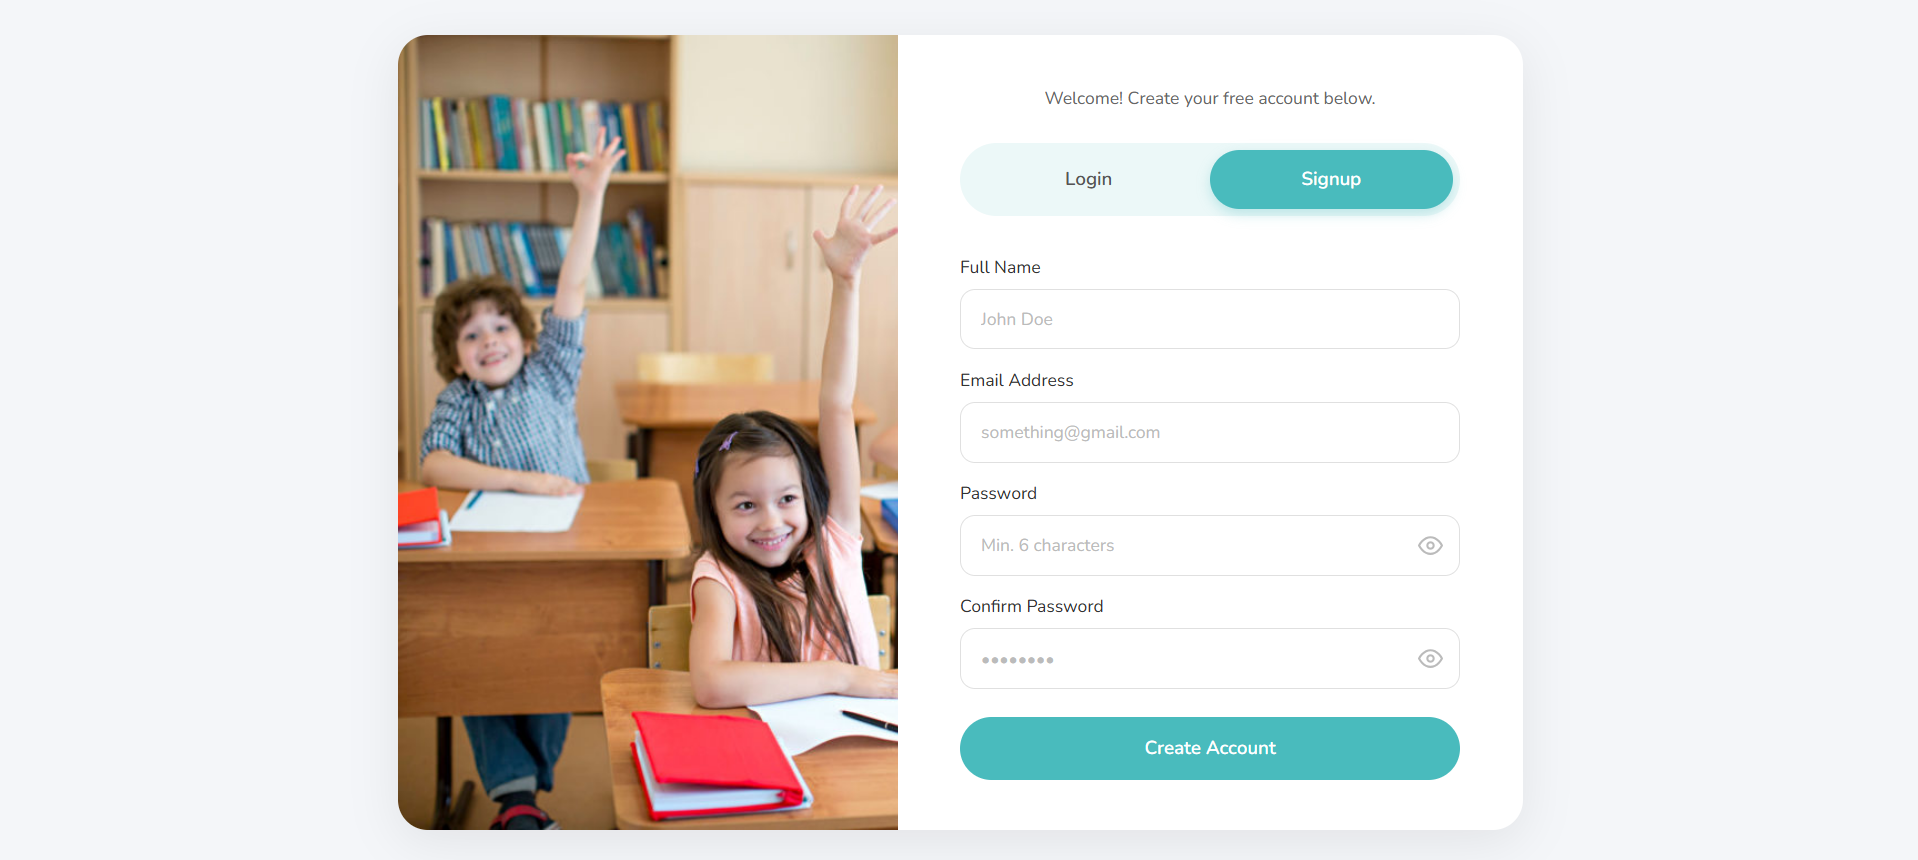 Welcome! Create your free account below.
Login
Signup
Full Name
John Doe
Email Address
something@gmail.com
Password
Min. 6 characters
Confirm Password
••••••••
Create Account